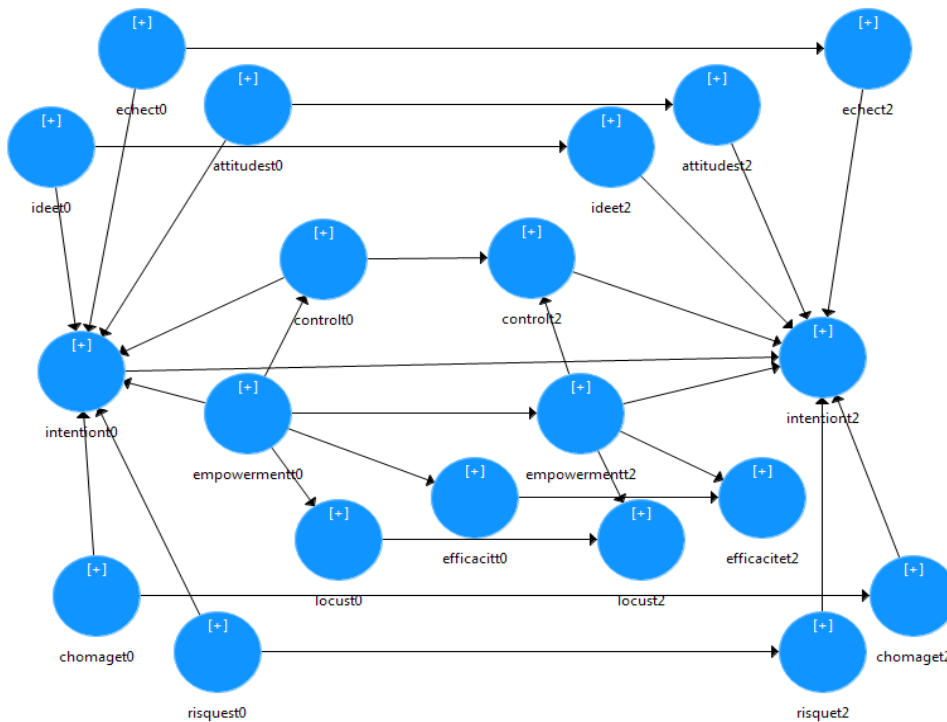 [+]
echect0
[+]
echect2
[+]
attitudest0
[+]
attitudest2
[+]
ideet0
[+]
ideet2
[+]
controlt0
[+]
controlt2
[+]
intentiont0
[+]
intentiont2
[+]
empowermentt0
[+]
empowermentt2
[+]
efficacitt0
[+]
efficacitet2
[+]
locust0
[+]
locust2
[+]
chomaget0
[+]
chomaget2
[+]
risquest0
[+]
risquet2